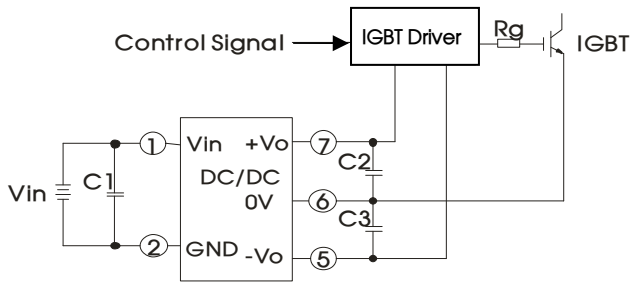 Control Signal
IGBT Driver
Rg
IGBT
Vin
C1
1
2
Vin
+Vo
DC/DC
0V
GND
-Vo
7
6
5
C2
C3